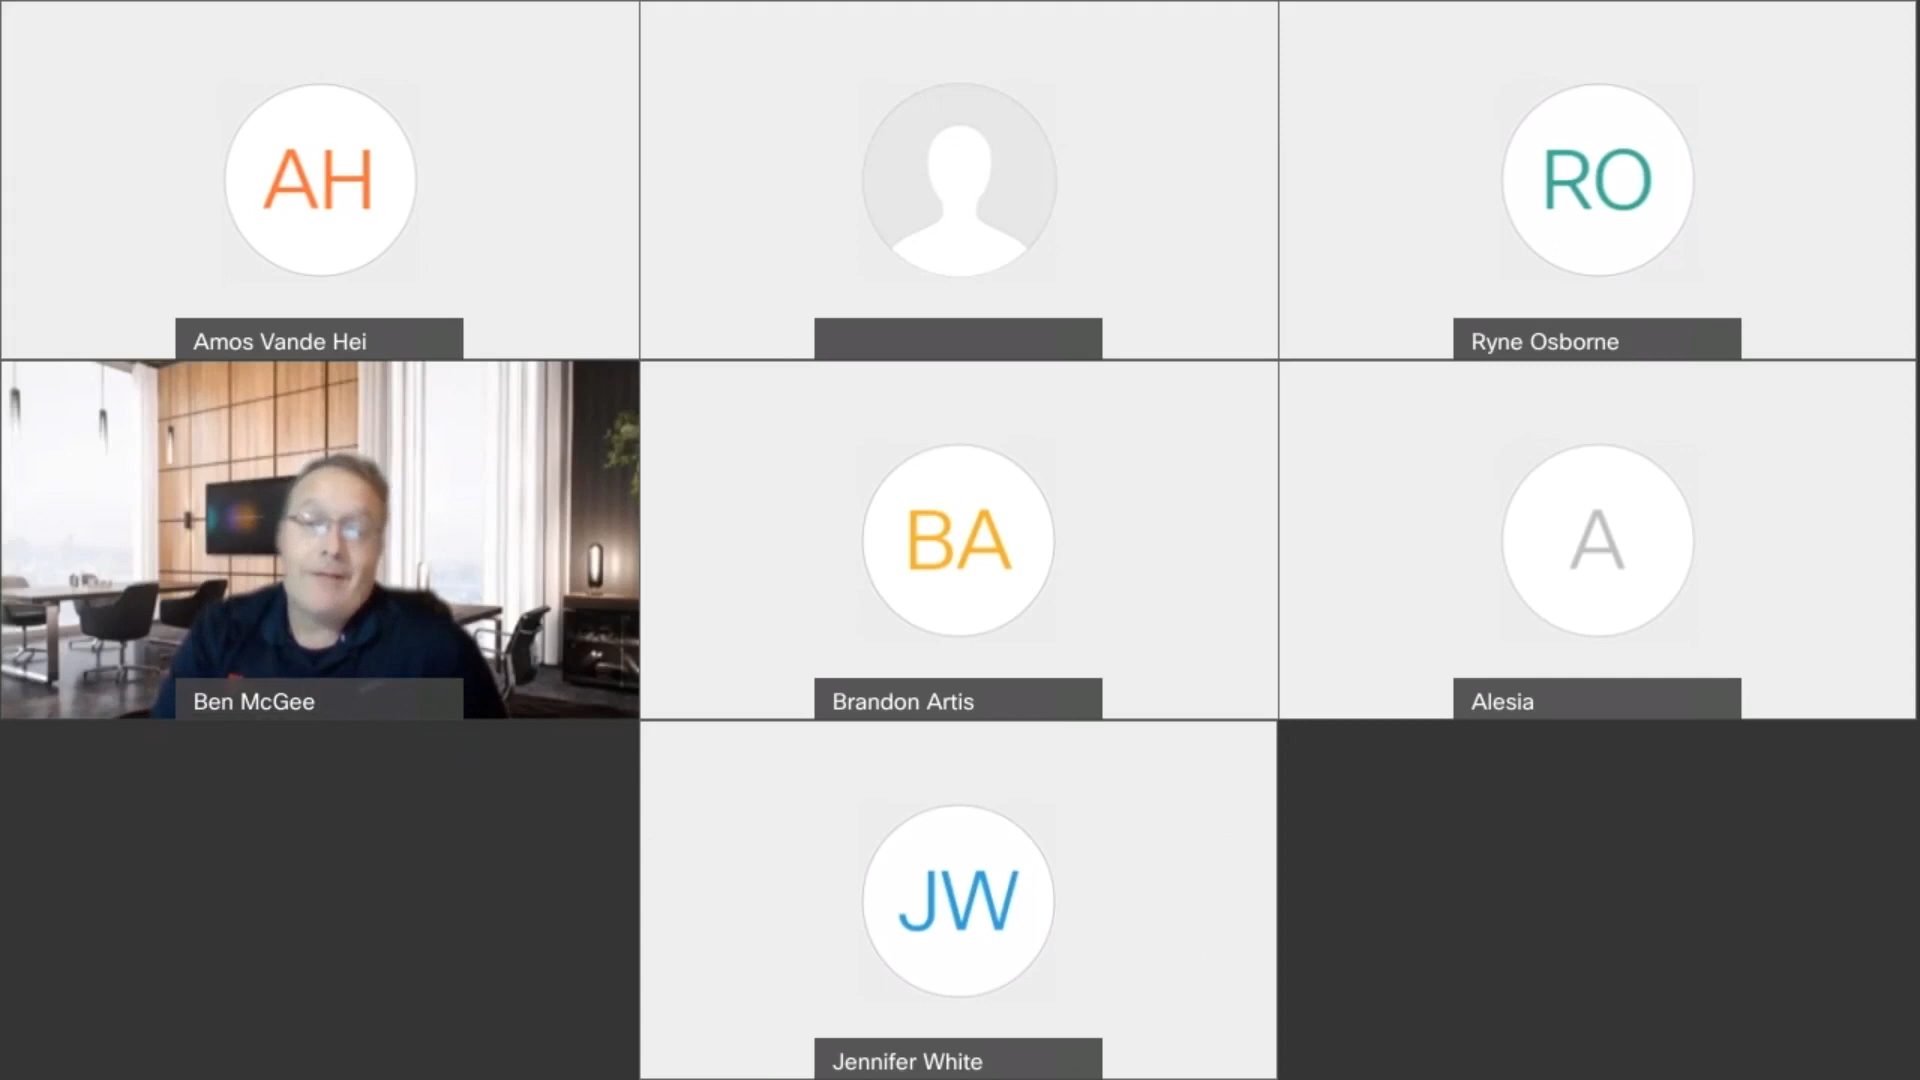 AH
Amos Vande Hei
RO
Ryne Osborne
Ben McGee
BA
Brandon Artis
A
Alesia
JW
Jennifer White